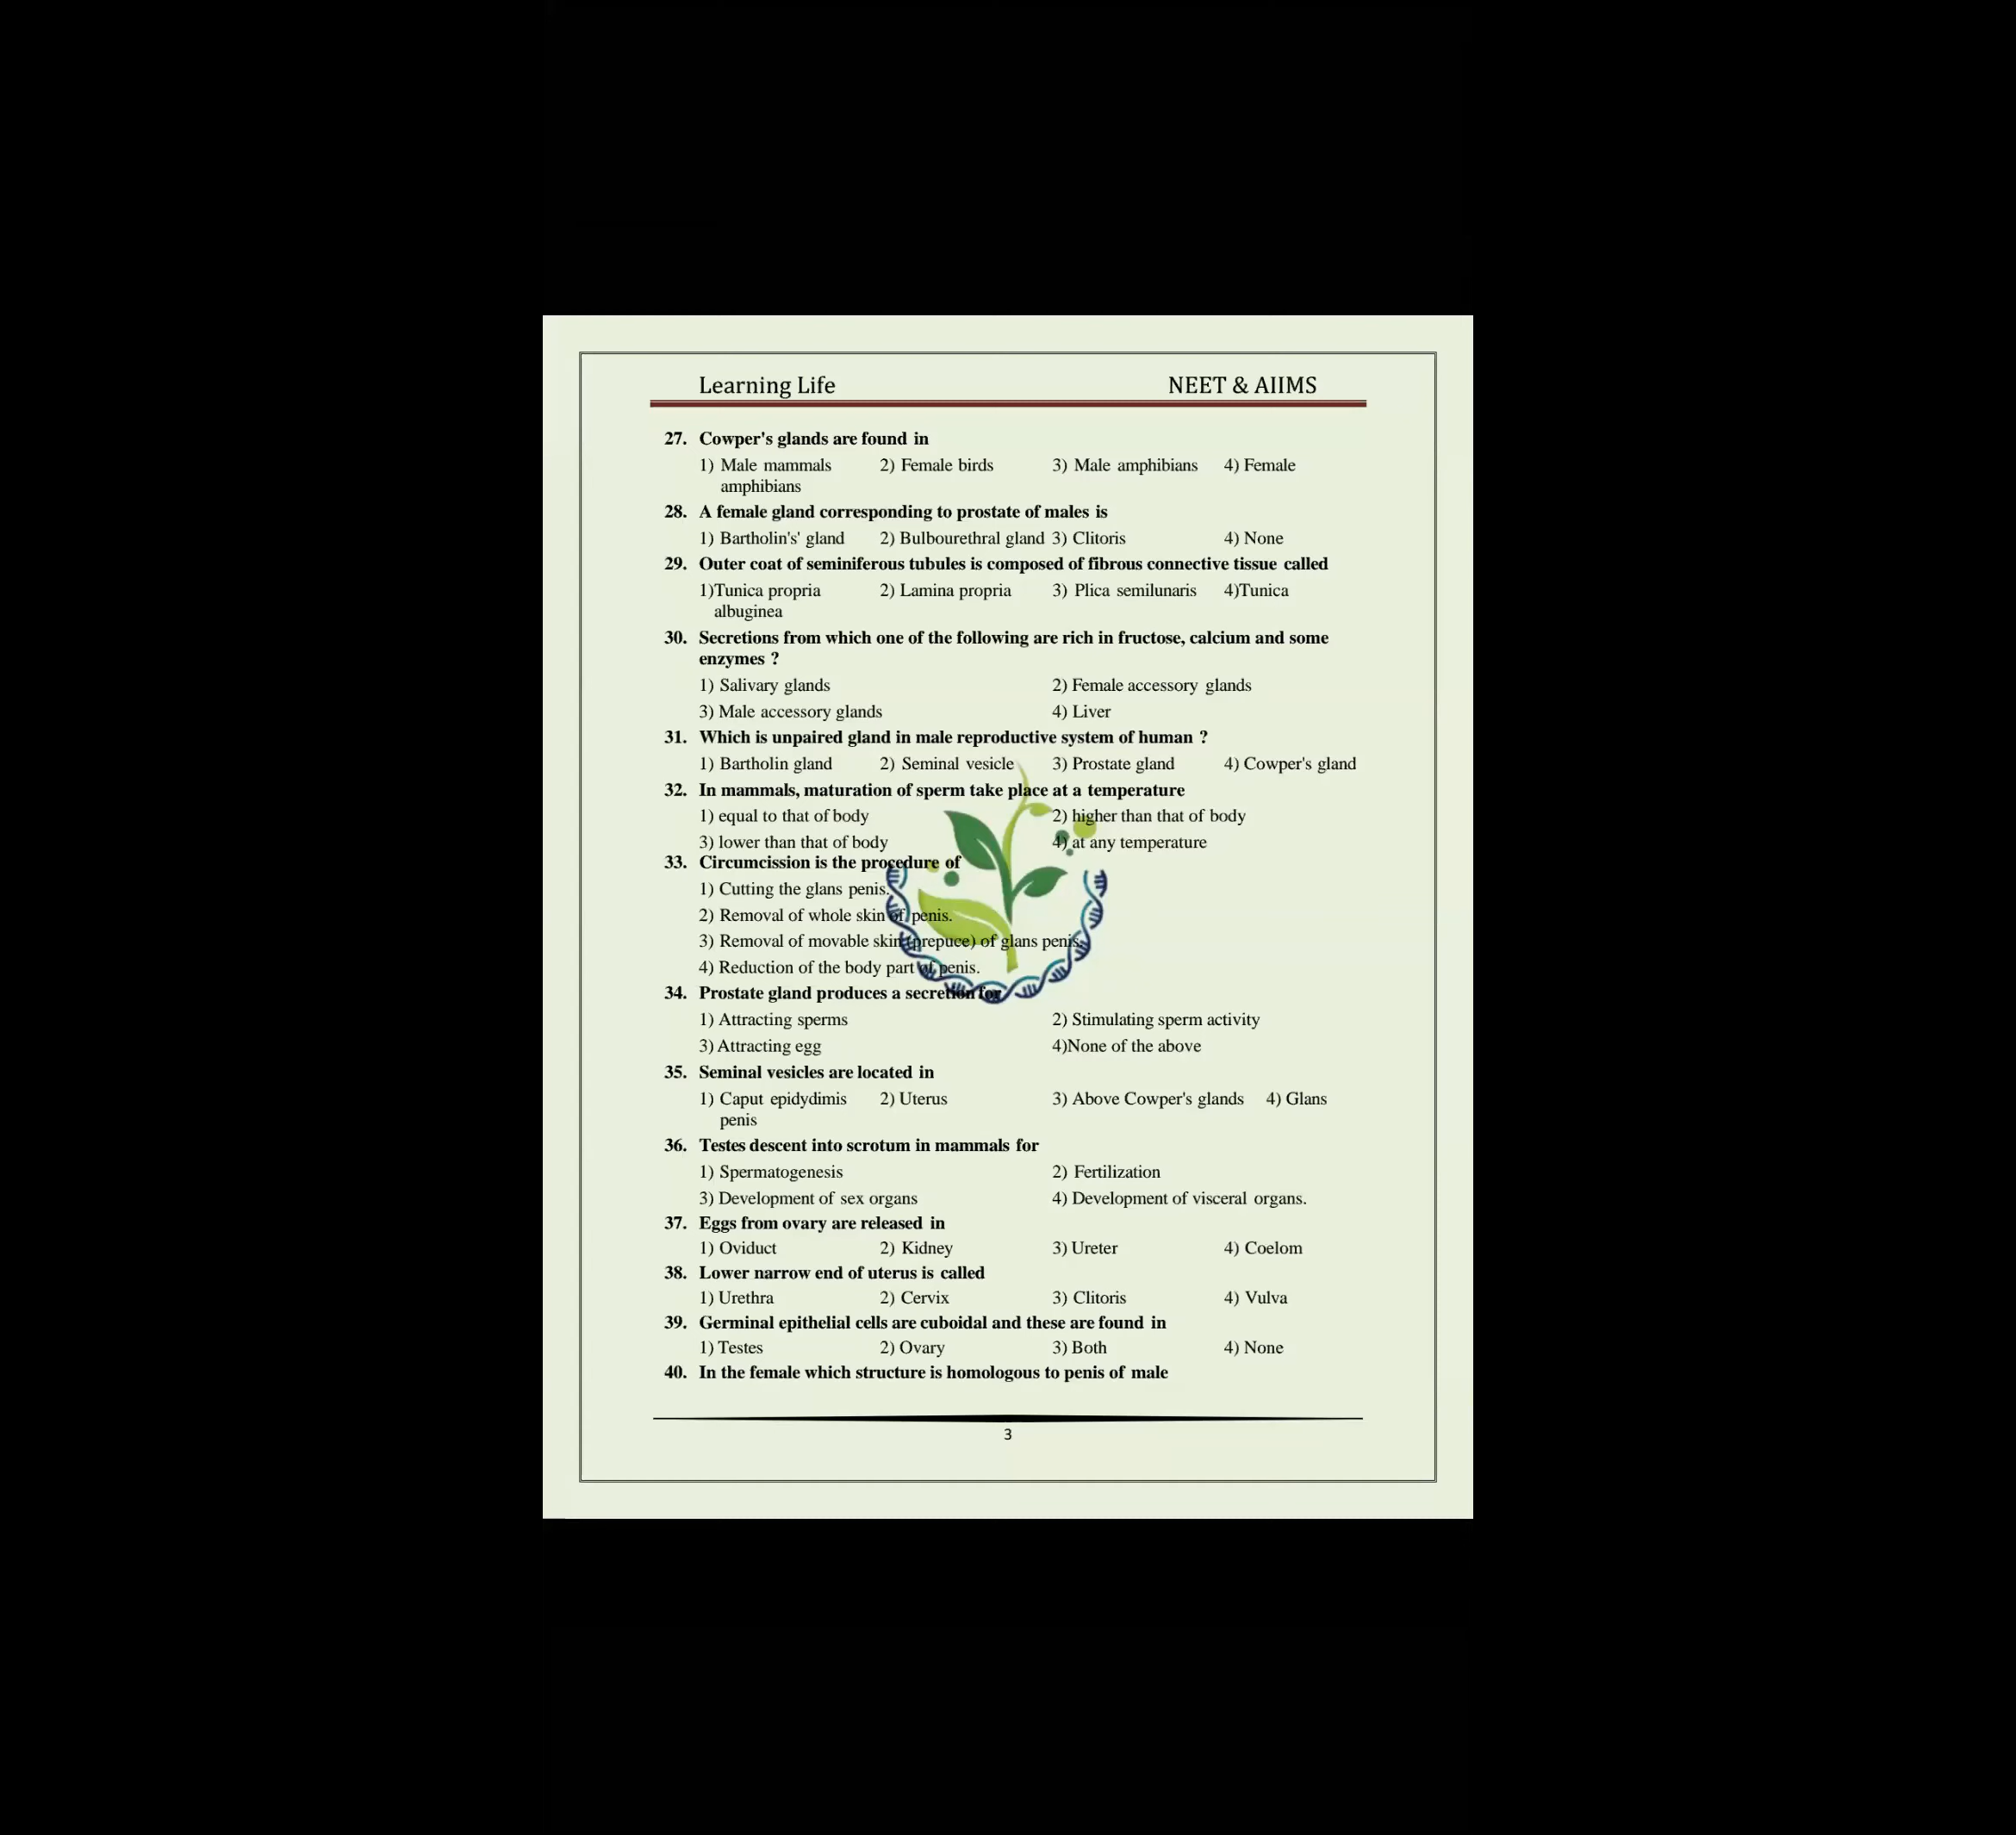 Learning Life NEET & AIIMS
27. Cowper's glands are found in
1) Male mammals 2) Female birds 3) Male amphibians 4) Female
amphibians
28. A female gland corresponding to prostate of males is
1) Bartholin's' gland 2) Bulbourethral gland 3) Clitoris 4) None
29. Outer coat of seminiferous tubules is composed of fibrous connective tissue called
1)Tunica propria 2) Lamina propria 3) Plica semilunaris 4)Tunica
albuginea
30. Secretions from which one of the following are rich in fructose, calcium and some
enzymes ?
1) Salivary glands 2) Female accessory glands
3) Male accessory glands 4) Liver
31. Which is unpaired gland in male reproductive system of human ?
1) Bartholin gland 2) Seminal vesicle 3) Prostate gland 4) Cowper's gland
32. In mammals, maturation of sperm take place at a temperature
1) equal to that of body 2) higher than that of body
3) lower than that of body 4) at any temperature
33. Circumcission is the procedure of
1) Cutting the glans penis.
2) Removal of whole skin of penis.
3) Removal of movable skin (prepuce) of glans penis.
4) Reduction of the body part of penis.
34. Prostate gland produces a secretion for
1) Attracting sperms 2) Stimulating sperm activity
3) Attracting egg 4)None of the above
35. Seminal vesicles are located in
1) Caput epidydimis 2) Uterus 3) Above Cowper's glands 4) Glans
penis
36. Testes descent into scrotum in mammals for
1) Spermatogenesis 2) Fertilization
3) Development of sex organs 4) Development of visceral organs.
37. Eggs from ovary are released in
1) Oviduct 2) Kidney 3) Ureter 4) Coelom
38. Lower narrow end of uterus is called
1) Urethra 2) Cervix 3) Clitoris 4) Vulva
39. Germinal epithelial cells are cuboidal and these are found in
1) Testes 2) Ovary 3) Both 4) None
40. In the female which structure is homologous to penis of male
3